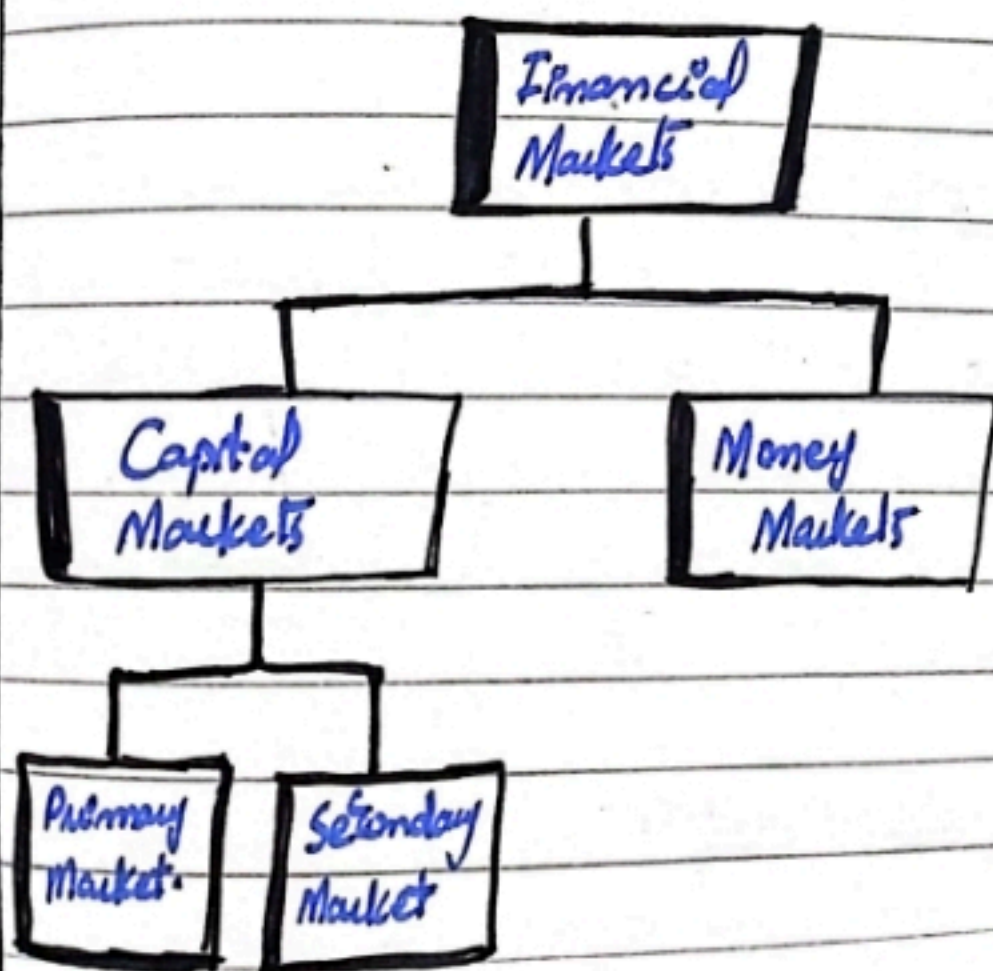 Financial
Markets
Capital
Markets
Money
Markets
Primary
Market.
Secondary
Market